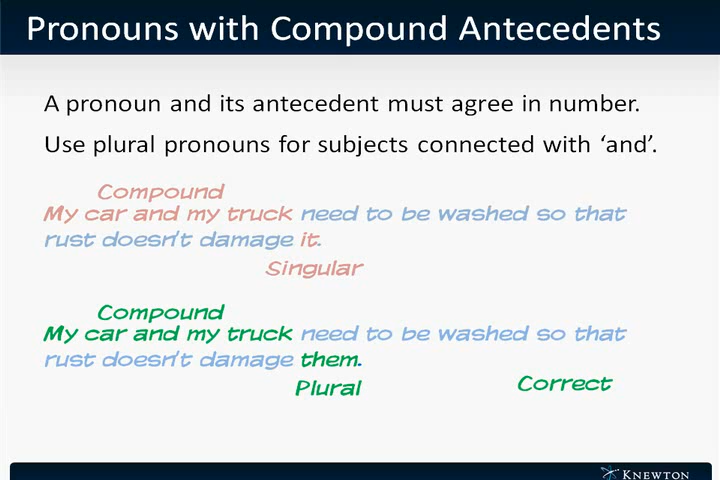 Pronouns with Compound Antecedents
A pronoun and its antecedent must agree in number.
Use plural pronouns for subjects connected with ‘and’.
Compound
My car and my truck need to be washed so that
rust doesn't damage it.
Singular
Compound
My car and my truck need to be washed so that
rust doesn't damage them.
Plural
Correct
KNEWTON